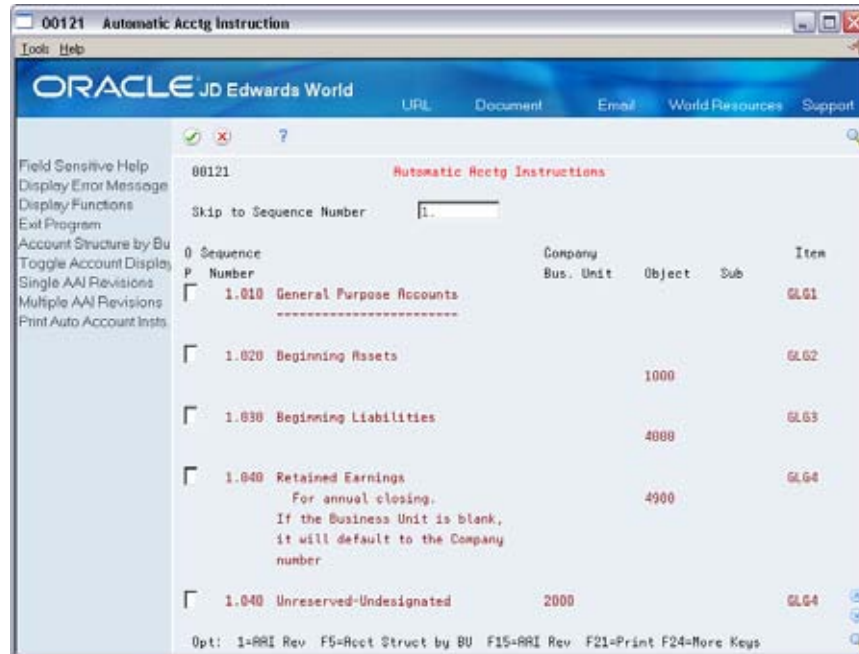 00121 Automatic Acctg Instruction
Tools Help
ORACLE JD Edwards World
URL Document Email World Resources Support
?
Field Sensitive Help
Display Error Message
Display Functions
Exit Program
Account Structure by Bu
Toggle Account Display
Single AAI Revisions
Multiple AAI Revisions
Print Auto Account Insts.
00121 Automatic Acctg Instructions
Skip to Sequence Number 1.
O Sequence Company Item
P Number Bus. Unit Object Sub
1.010 General Purpose Accounts GLG1
------------------------
1.020 Beginning Assets GLG2
1000
1.030 Beginning Liabilities GLG3
4000
1.040 Retained Earnings GLG4
For annual closing. 4900
If the Business Unit is blank,
it will default to the Company
number
1.040 Unreserved-Undesignated 2000 GLG4
Opt: 1=AAI Rev F5=Acct Struct by BU F15=AAI Rev F21=Print F24=More Keys